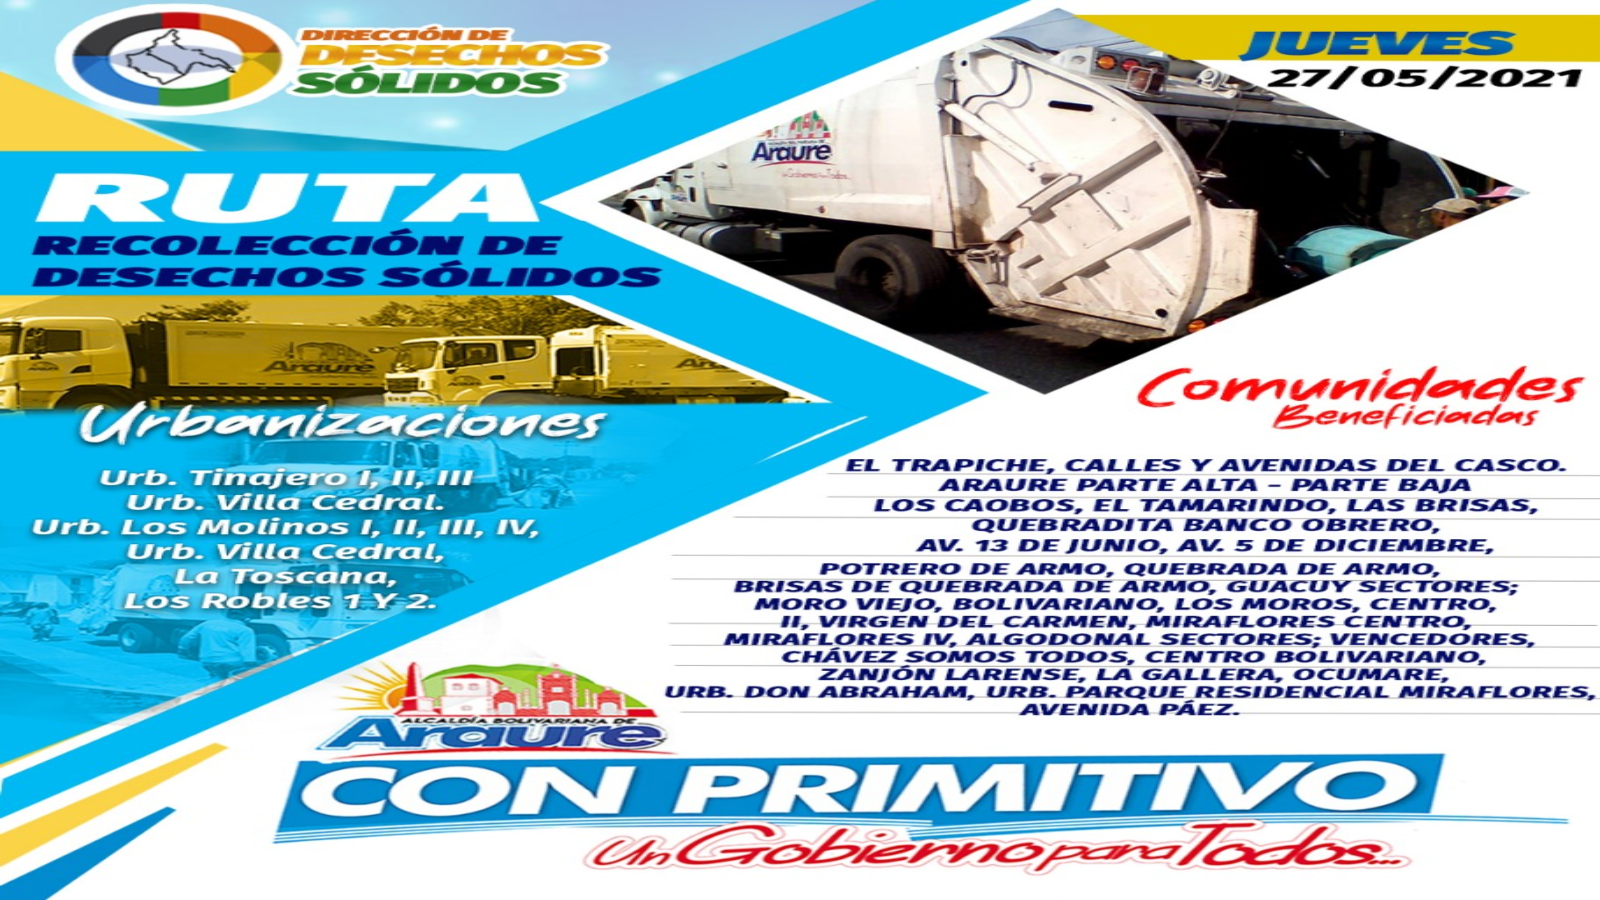 DIRECCIÓN DE
DESECHOS
SÓLIDOS
JUEVES
27/05/2021
RUTA
RECOLECCIÓN DE
DESECHOS SÓLIDOS
Araure
Araure
Urbanizaciones
Urb. Tinajero I, II, III
Urb. Villa Cedral.
Urb. Los Molinos I, II, III, IV,
Urb. Villa Cedral,
La Toscana,
Los Robles 1 Y 2.
Comunidades
Beneficiadas
EL TRAPICHE, CALLES Y AVENIDAS DEL CASCO.
ARAURE PARTE ALTA - PARTE BAJA
LOS CAOBOS, EL TAMARINDO, LAS BRISAS,
QUEBRADITA BANCO OBRERO,
AV. 13 DE JUNIO, AV. 5 DE DICIEMBRE,
POTRERO DE ARMO, QUEBRADA DE ARMO,
BRISAS DE QUEBRADA DE ARMO, GUACUY SECTORES;
MORO VIEJO, BOLIVARIANO, LOS MOROS, CENTRO,
II, VIRGEN DEL CARMEN, MIRAFLORES CENTRO,
MIRAFLORES IV, ALGODONAL SECTORES; VENCEDORES,
CHÁVEZ SOMOS TODOS, CENTRO BOLIVARIANO,
ZANJÓN LARENSE, LA GALLERA, OCUMARE,
URB. DON ABRAHAM, URB. PARQUE RESIDENCIAL MIRAFLORES,
AVENIDA PÁEZ.
ALCALDÍA BOLIVARIANA DE
Araure
CON PRIMITIVO
Un Gobierno para Todos...